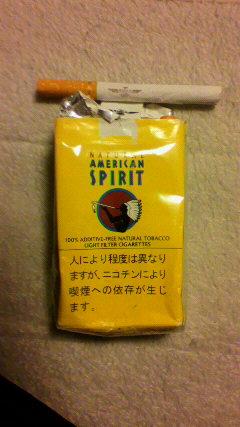 NATURAL
AMERICAN
SPIRIT
100% ADDITIVE-FREE NATURAL TOBACCO
LIGHT FILTER CIGARETTES
人により程度は異なり
ますが、ニコチンにより
喫煙への依存が生じ
ます。